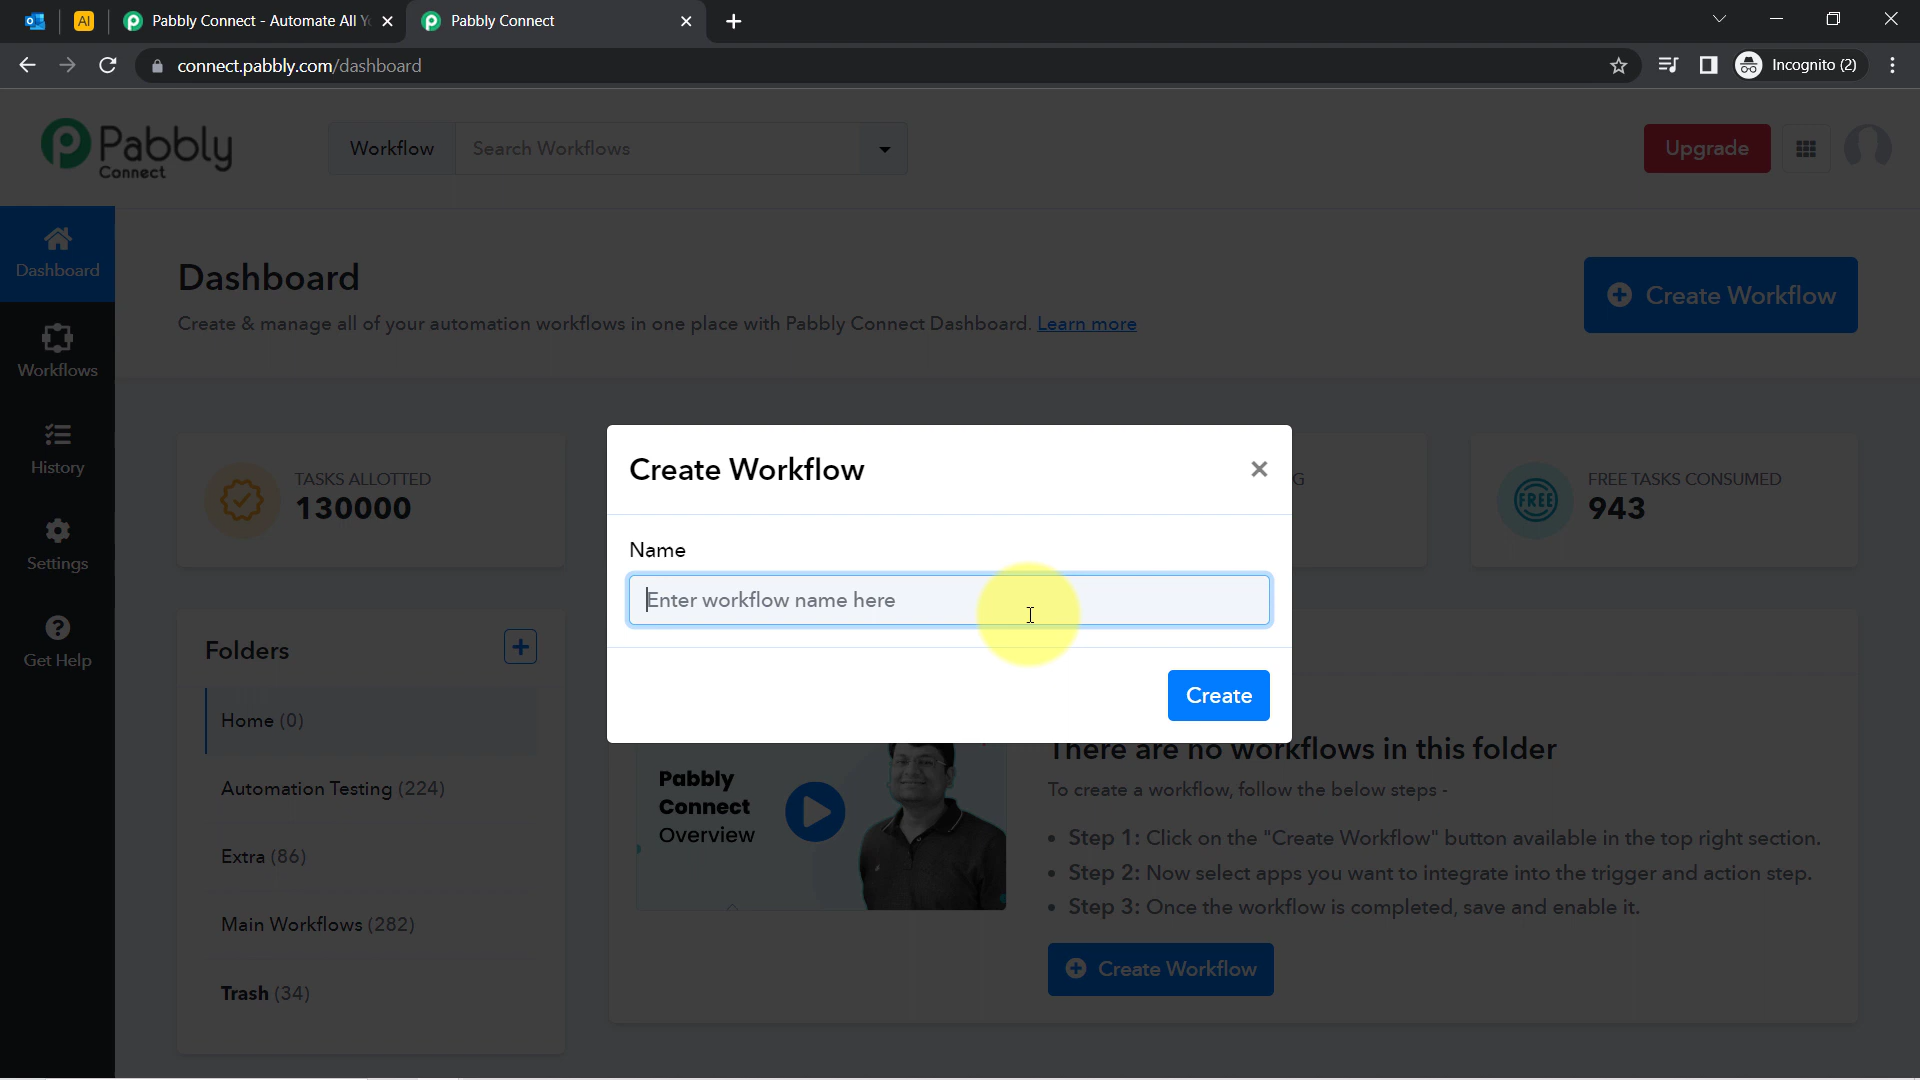 AI
Pabbly Connect - Automate All Y
Pabbly Connect
connect.pabbly.com/dashboard
Incognito (2)
Pabbly
Connect
Workflow
Search Workflows
Upgrade
Dashboard
Workflows
History
Settings
Get Help
Dashboard
Create & manage all of your automation workflows in one place with Pabbly Connect Dashboard. Learn more
Create Workflow
TASKS ALLOTTED
130000
G
FREE
FREE TASKS CONSUMED
943
Create Workflow
Name
Enter workflow name here
Create
Folders
Home (0)
Automation Testing (224)
Extra (86)
Main Workflows (282)
Trash (34)
Pabbly
Connect
Overview
There are no workflows in this folder
To create a workflow, follow the below steps -
• Step 1: Click on the "Create Workflow" button available in the top right section.
• Step 2: Now select apps you want to integrate into the trigger and action step.
• Step 3: Once the workflow is completed, save and enable it.
Create Workflow